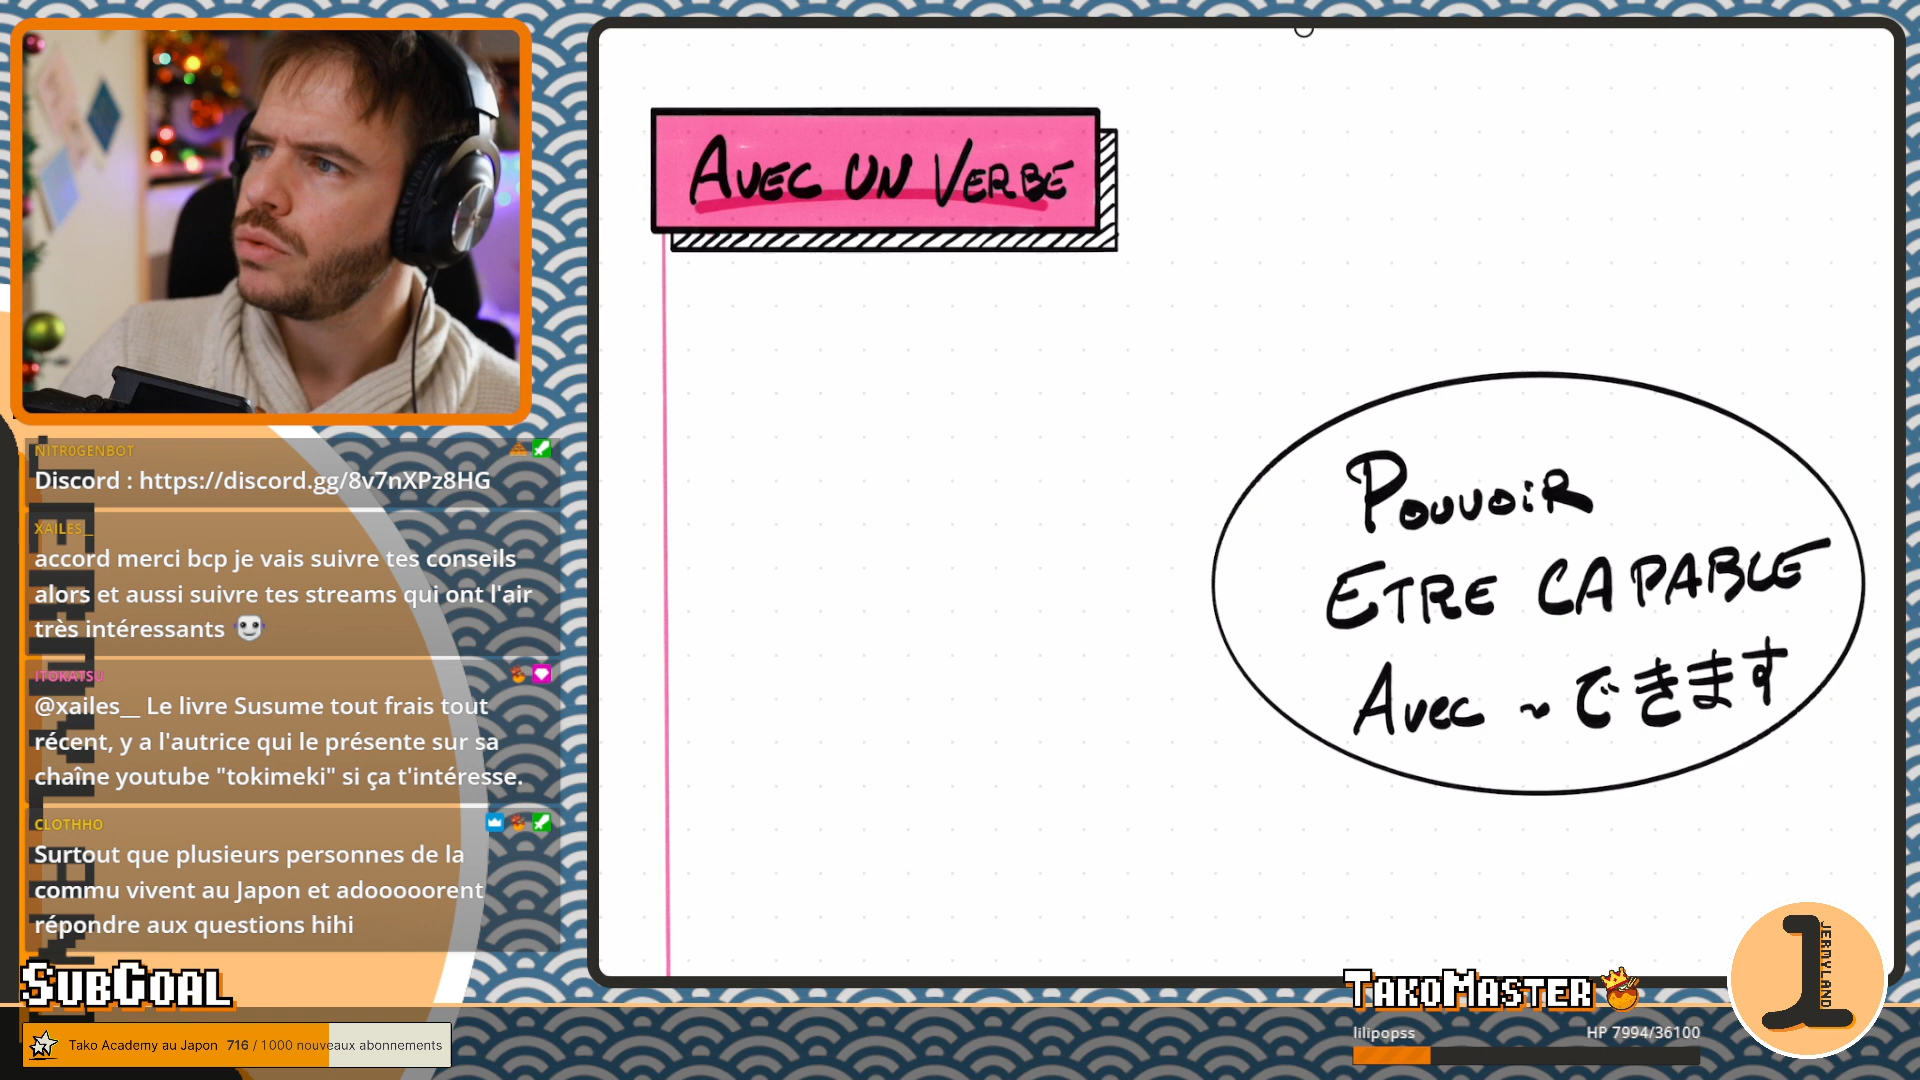 AVEC UN VERBE
POUVOIR
ETRE CAPABLE
AVEC ~できます
NITR0GENBOT
Discord : https://discord.gg/8v7nXPz8HG
XAILES__
accord merci bcp je vais suivre tes conseils
alors et aussi suivre tes streams qui ont l'air
très intéressants
ITOKATSU
@xailes__ Le livre Susume tout frais tout
récent, y a l'autrice qui le présente sur sa
chaîne youtube "tokimeki" si ça t'intéresse.
CLOTHHO
Surtout que plusieurs personnes de la
commu vivent au Japon et adooooorent
répondre aux questions hihi
SUBGOAL
Tako Academy au Japon 716 / 1000 nouveaux abonnements
TAKOMASTER
lilipopss HP 7994/36100
JERMYLAND